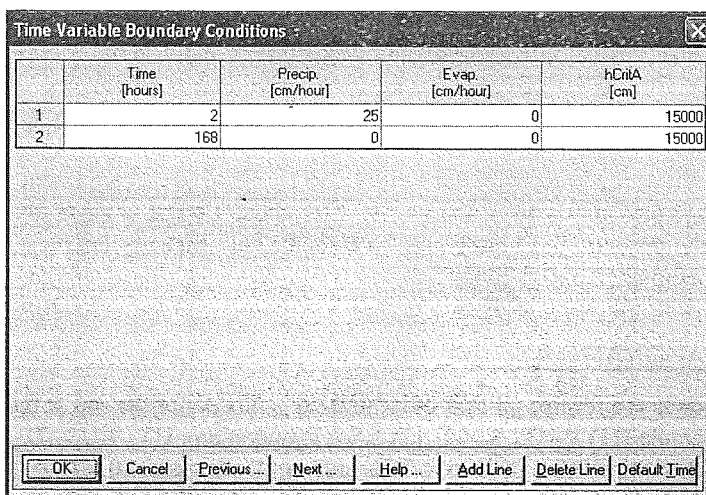 Time Variable Boundary Conditions
Time [hours] Precip. [cm/hour] Evap. [cm/hour] hCritA [cm]
1 2 25 0 15000
2 168 0 0 15000
OK Cancel Previous ... Next ... Help ... Add Line Delete Line Default Time